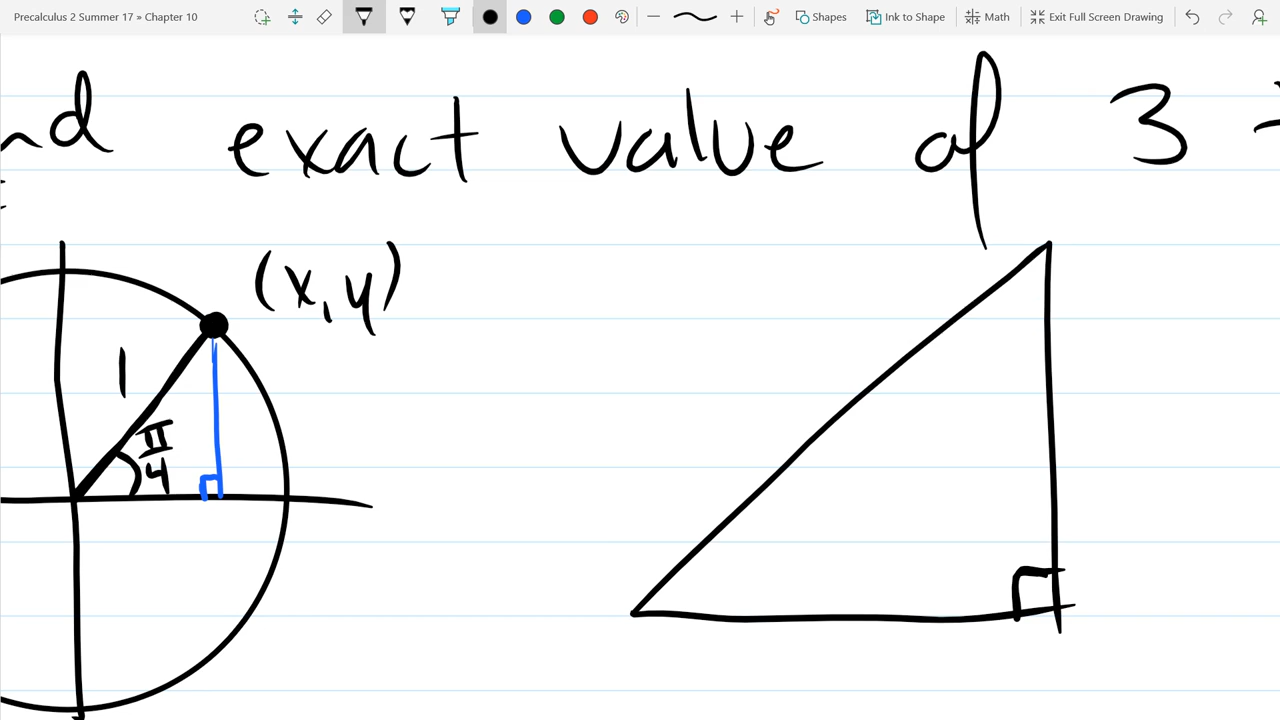 Precalculus 2 Summer 17 » Chapter 10
Shapes
Ink to Shape
Math
Exit Full Screen Drawing
nd exact value of 3
(x,y)
1
π
4